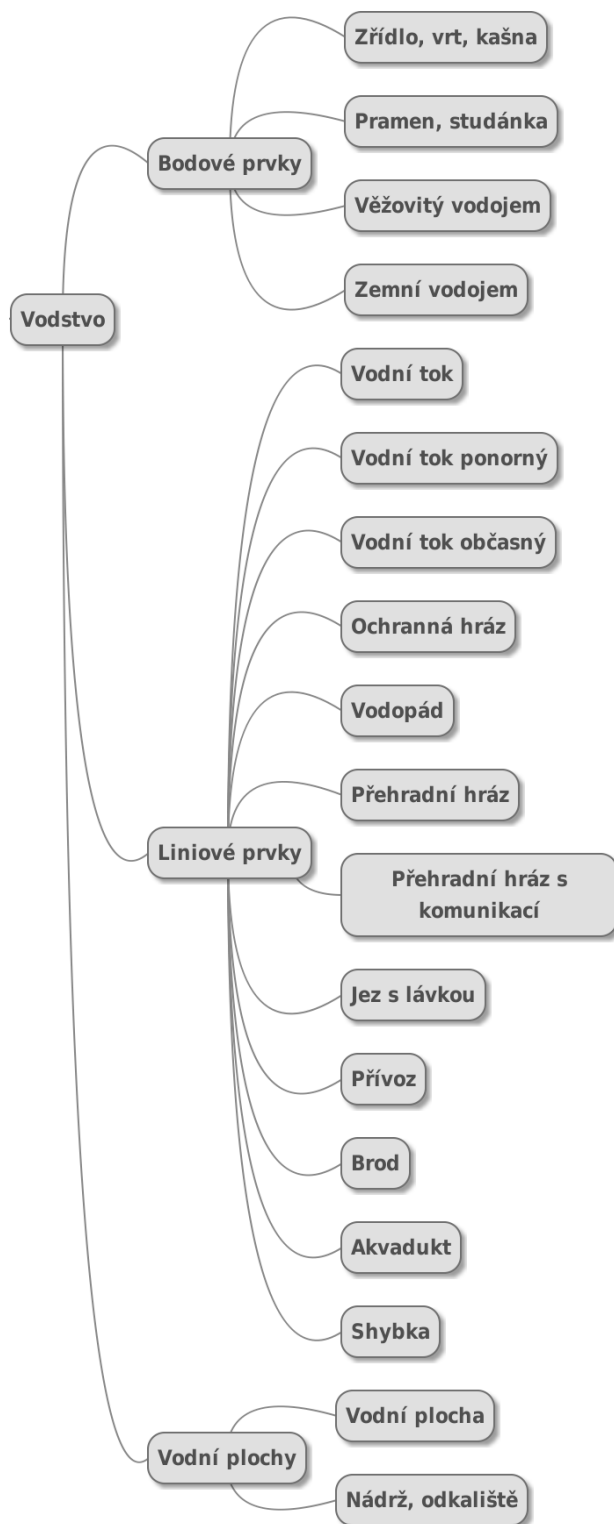 Zřídlo, vrt, kašna
Pramen, studánka
Bodové prvky
Věžovitý vodojem
Zemní vodojem
Vodstvo
Vodní tok
Vodní tok ponorný
Vodní tok občasný
Ochranná hráz
Vodopád
Přehradní hráz
Liniové prvky
Přehradní hráz s
komunikací
Jez s lávkou
Přívoz
Brod
Akvadukt
Shybka
Vodní plocha
Vodní plochy
Nádrž, odkaliště